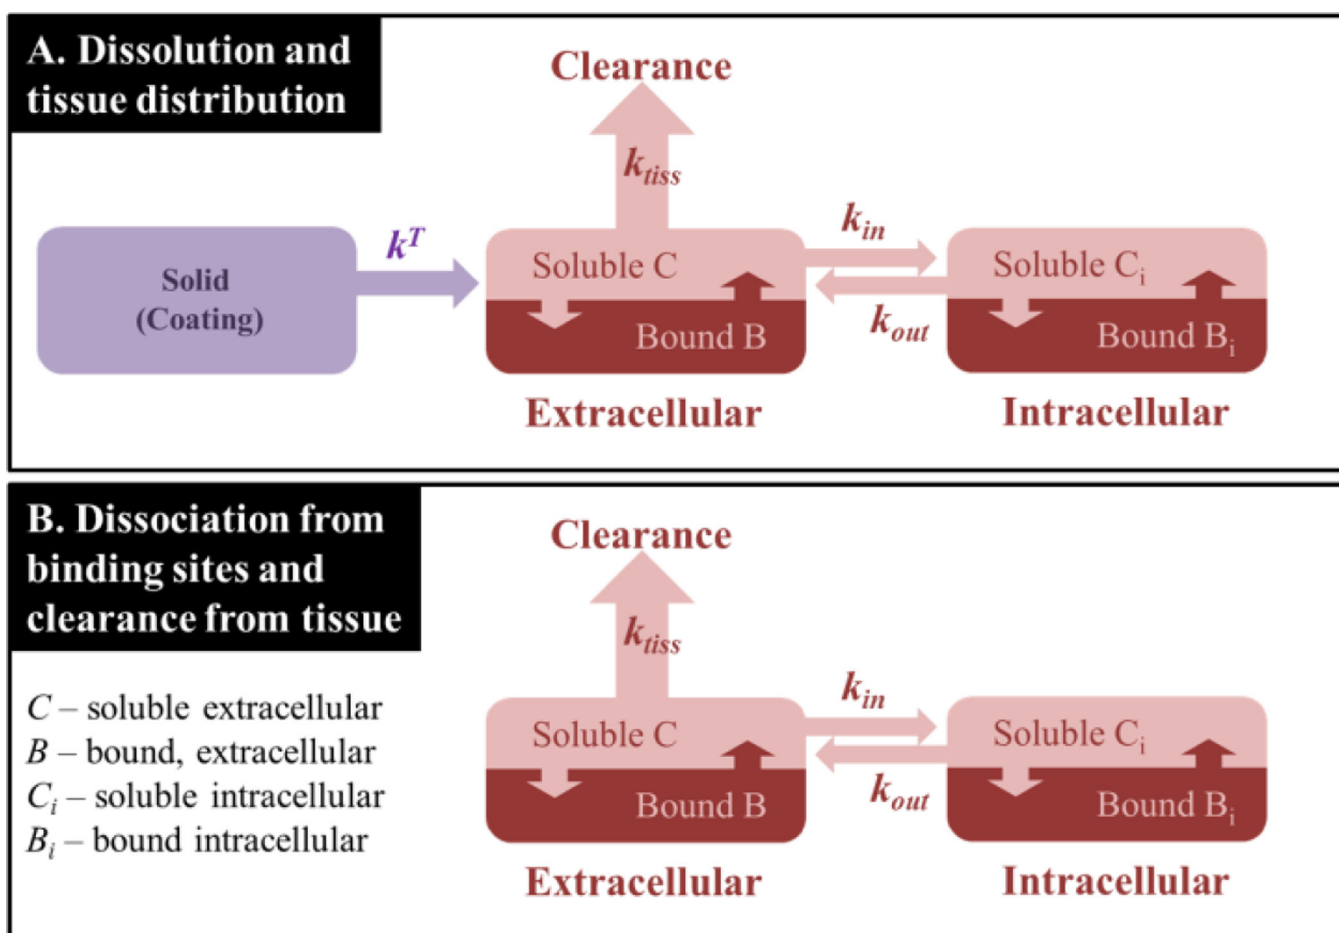 A. Dissolution and
tissue distribution
Clearance
k_tiss
k^T
k_in
Solid
(Coating)
Soluble C
Soluble C_i
k_out
Bound B
Bound B_i
Extracellular
Intracellular
B. Dissociation from
binding sites and
clearance from tissue
Clearance
k_tiss
C – soluble extracellular
B – bound, extracellular
C_i – soluble intracellular
B_i – bound intracellular
k_in
Soluble C
Soluble C_i
k_out
Bound B
Bound B_i
Extracellular
Intracellular